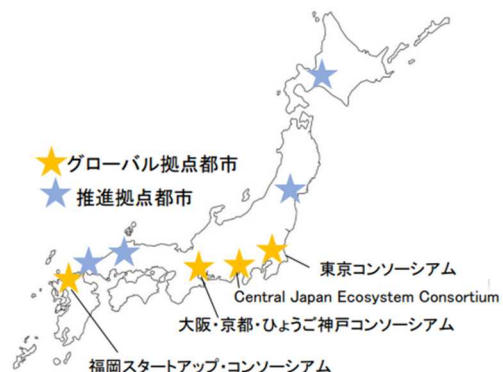 グローバル拠点都市
推進拠点都市
東京コンソーシアム
Central Japan Ecosystem Consortium
大阪・京都・ひょうご神戸コンソーシアム
福岡スタートアップ・コンソーシアム